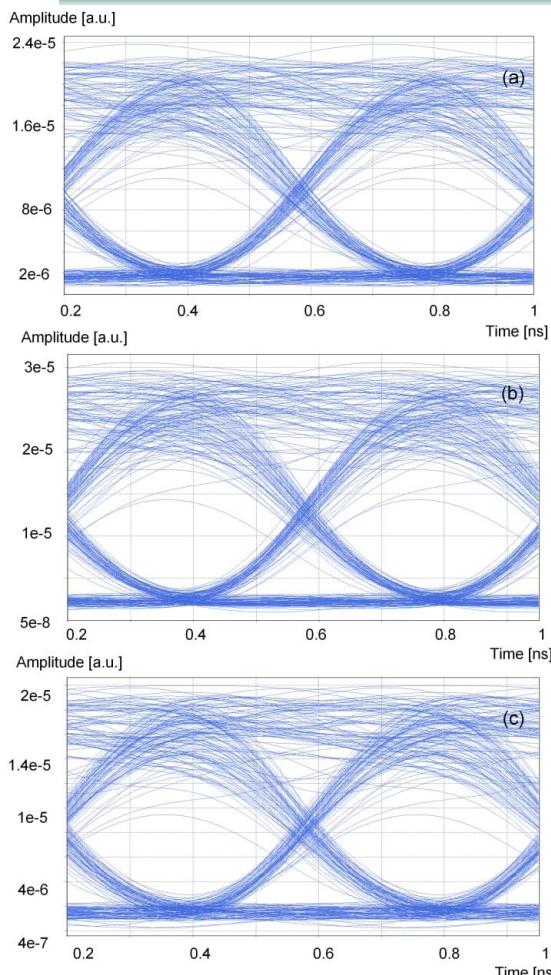 Amplitude [a.u.]
2.4e-5
(a)
1.6e-5
8e-6
2e-6
0.2 0.4 0.6 0.8 1
Time [ns]
Amplitude [a.u.]
3e-5
(b)
2e-5
1e-5
5e-8
0.2 0.4 0.6 0.8 1
Time [ns]
Amplitude [a.u.]
2e-5
(c)
1.4e-5
1e-5
4e-6
4e-7
0.2 0.4 0.6 0.8 1
Time [ns]